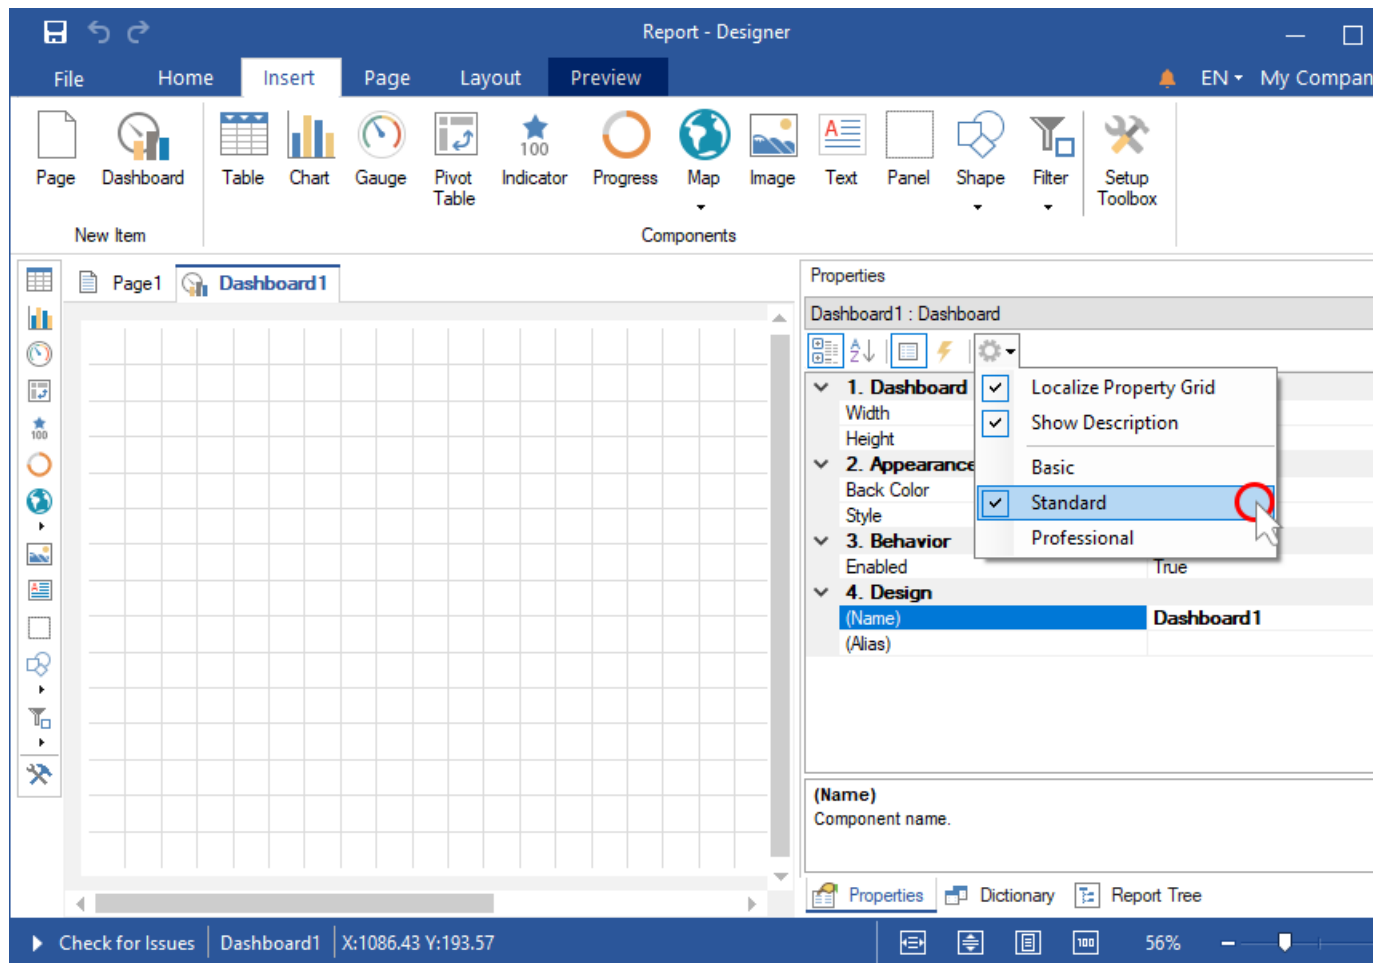 Report - Designer
File Home Insert Page Layout Preview EN My Compan
100
A
Page Dashboard Table Chart Gauge Pivot Table Indicator Progress Map Image Text Panel Shape Filter Setup Toolbox
New Item Components
Page1 Dashboard1
Properties
Dashboard1 : Dashboard
A
Z
1. Dashboard
Width
Height
2. Appearance
Back Color
Style
3. Behavior
Enabled True
4. Design
(Name) Dashboard1
(Alias)
Localize Property Grid
Show Description
Basic
Standard
Professional
100
A
(Name)
Component name.
Properties Dictionary Report Tree
Check for Issues Dashboard1 X:1086.43 Y:193.57 100 56%